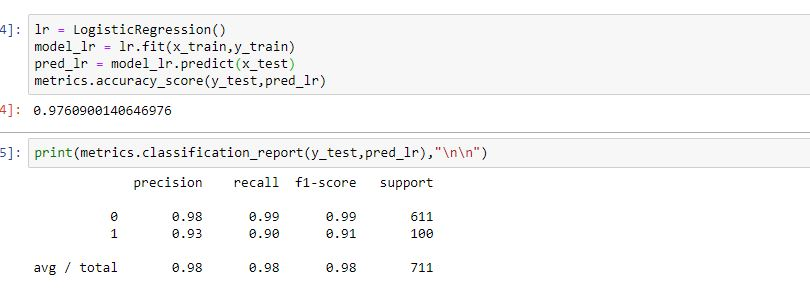 4]: lr = LogisticRegression()
model_lr = lr.fit(x_train,y_train)
pred_lr = model_lr.predict(x_test)
metrics.accuracy_score(y_test,pred_lr)
4]: 0.9760900140646976
5]: print(metrics.classification_report(y_test,pred_lr),"\n\n")
precision recall f1-score support
0 0.98 0.99 0.99 611
1 0.93 0.90 0.91 100
avg / total 0.98 0.98 0.98 711